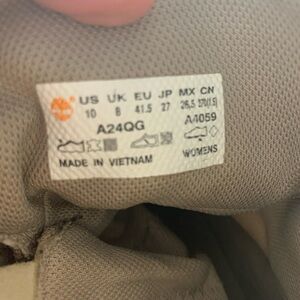 US UK EU JP MX CN
10 8 41.5 27 26,5 270(1.5)
A24QG A4059
MADE IN VIETNAM WOMENS